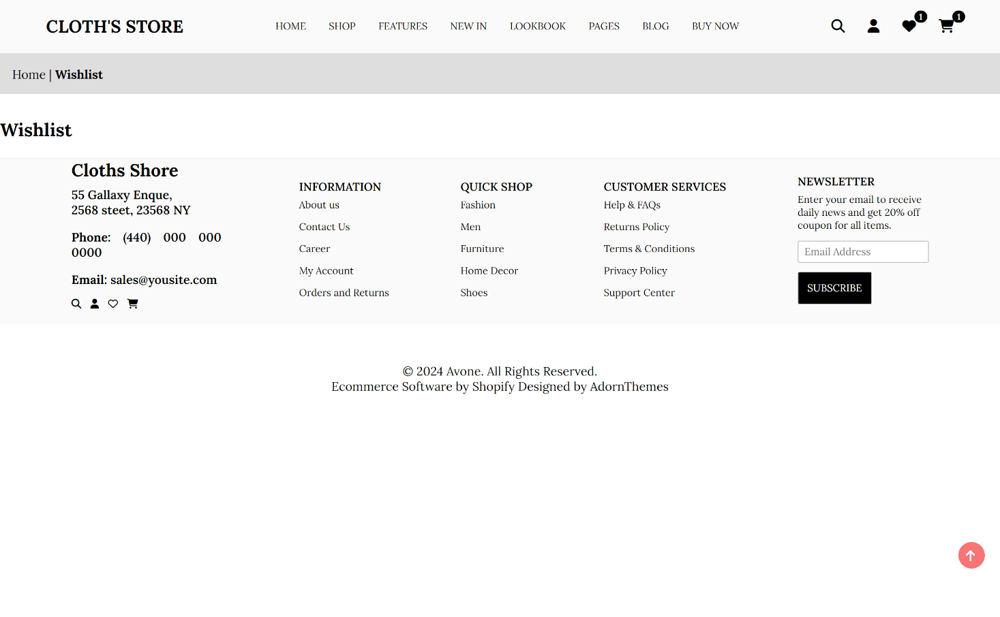 CLOTH'S STORE
HOME SHOP FEATURES NEW IN LOOKBOOK PAGES BLOG BUY NOW
1
1
Home | Wishlist
Wishlist
Cloths Shore
55 Gallaxy Enque,
2568 steet, 23568 NY
Phone: (440) 000 000
0000
Email: sales@yousite.com
INFORMATION
About us
Contact Us
Career
My Account
Orders and Returns
QUICK SHOP
Fashion
Men
Furniture
Home Decor
Shoes
CUSTOMER SERVICES
Help & FAQs
Returns Policy
Terms & Conditions
Privacy Policy
Support Center
NEWSLETTER
Enter your email to receive
daily news and get 20% off
coupon for all items.
Email Address
SUBSCRIBE
© 2024 Avone. All Rights Reserved.
Ecommerce Software by Shopify Designed by AdornThemes